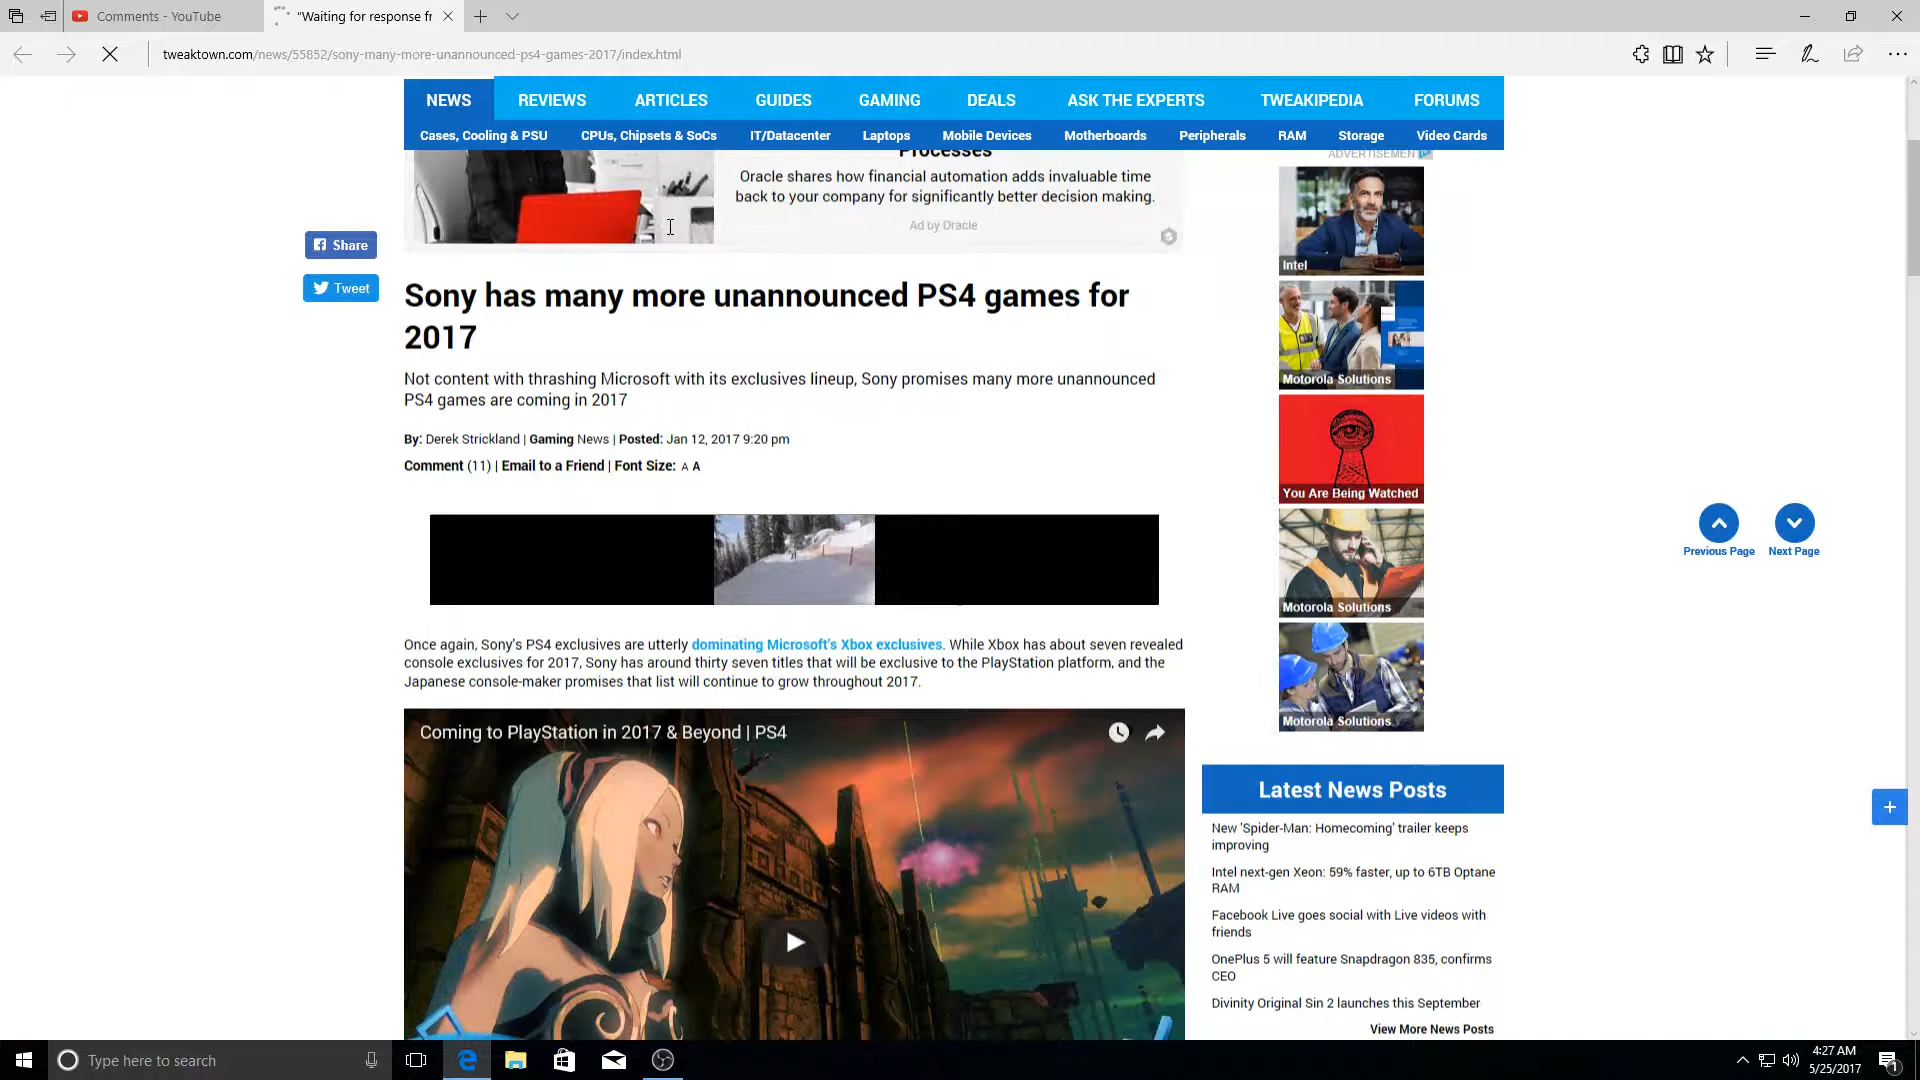 Comments - YouTube
"Waiting for response fr
tweaktown.com/news/55852/sony-many-more-unannounced-ps4-games-2017/index.html
NEWS REVIEWS ARTICLES GUIDES GAMING DEALS ASK THE EXPERTS TWEAKIPEDIA FORUMS
Cases, Cooling & PSU CPUs, Chipsets & SoCs IT/Datacenter Laptops Mobile Devices Motherboards Peripherals RAM Storage Video Cards
Processes
Oracle shares how financial automation adds invaluable time
back to your company for significantly better decision making.
Ad by Oracle
Share
Tweet
Sony has many more unannounced PS4 games for
2017
Not content with thrashing Microsoft with its exclusives lineup, Sony promises many more unannounced
PS4 games are coming in 2017
By: Derek Strickland | Gaming News | Posted: Jan 12, 2017 9:20 pm
Comment (11) | Email to a Friend | Font Size: A A
Once again, Sony's PS4 exclusives are utterly dominating Microsoft's Xbox exclusives. While Xbox has about seven revealed
console exclusives for 2017, Sony has around thirty seven titles that will be exclusive to the PlayStation platform, and the
Japanese console-maker promises that list will continue to grow throughout 2017.
Coming to PlayStation in 2017 & Beyond | PS4
ADVERTISEMEN
Intel
Motorola Solutions
You Are Being Watched
Motorola Solutions
Motorola Solutions
Previous Page
Next Page
Latest News Posts
New 'Spider-Man: Homecoming' trailer keeps
improving
Intel next-gen Xeon: 59% faster, up to 6TB Optane
RAM
Facebook Live goes social with Live videos with
friends
OnePlus 5 will feature Snapdragon 835, confirms
CEO
Divinity Original Sin 2 launches this September
View More News Posts
Type here to search
4:27 AM
5/25/2017
1